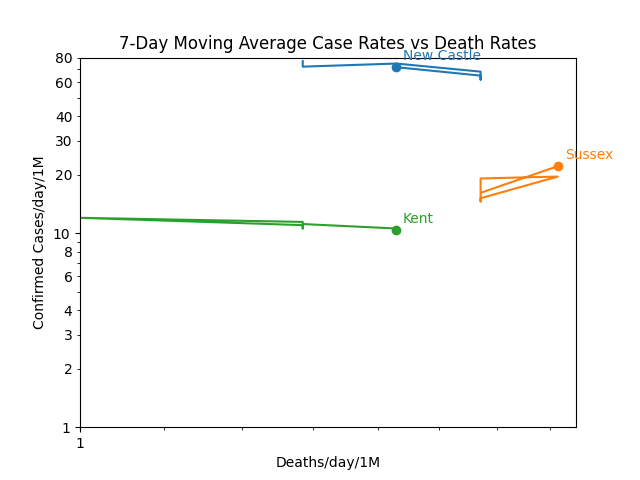 7-Day Moving Average Case Rates vs Death Rates
New Castle
Sussex
Kent
80
60
40
30
20
10
8
6
4
3
2
1
1
Confirmed Cases/day/1M
Deaths/day/1M